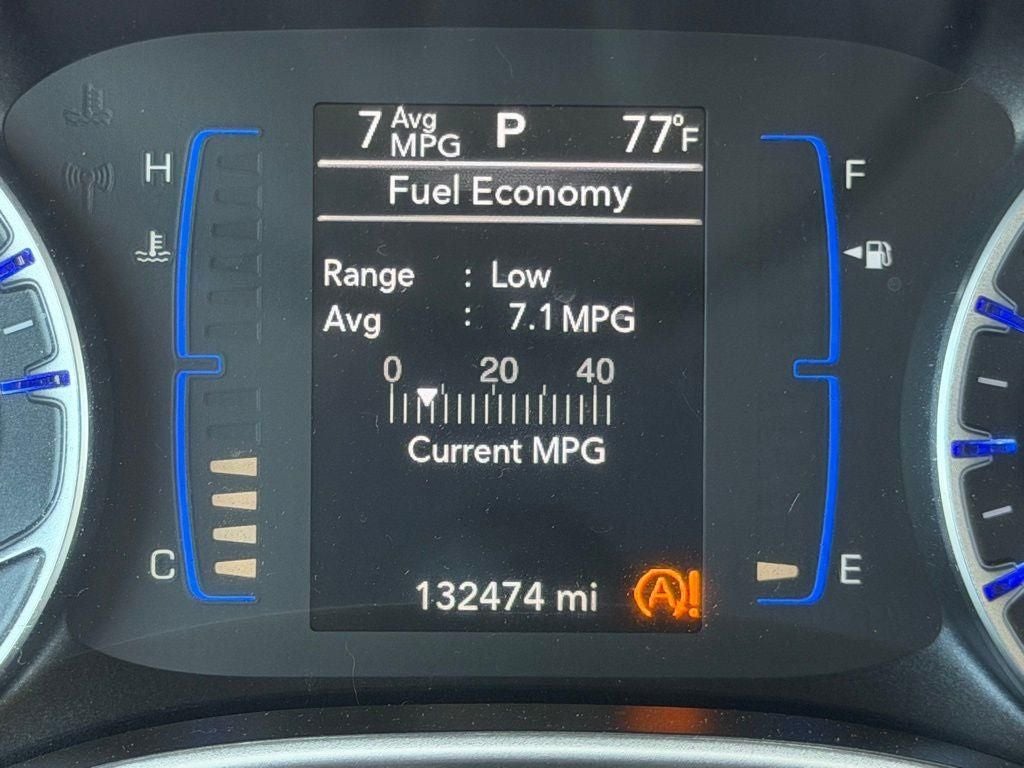 7 Avg MPG P 77°F
Fuel Economy
H
F
Range : Low
Avg : 7.1 MPG
0 20 40
Current MPG
C
E
132474 mi A!